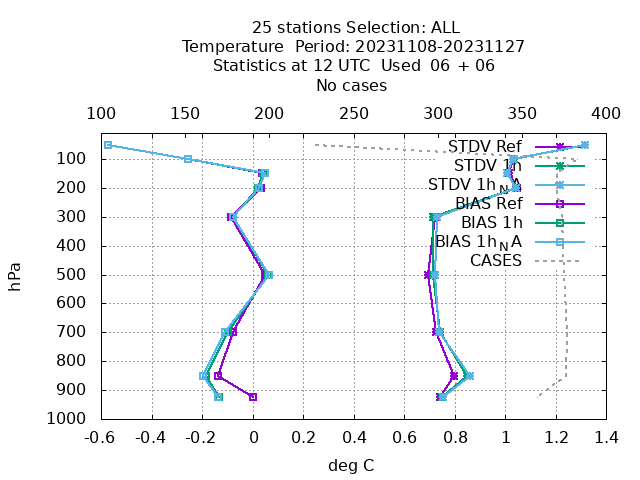 25 stations Selection: ALL
Temperature  Period: 20231108-20231127
Statistics at 12 UTC  Used  06 + 06
No cases
100 150 200 250 300 350 400
STDV Ref
STDV 1h
STDV 1h_NA
BIAS Ref
BIAS 1h
BIAS 1h_NA
CASES
hPa
100
200
300
400
500
600
700
800
900
1000
-0.6 -0.4 -0.2 0 0.2 0.4 0.6 0.8 1 1.2 1.4
deg C